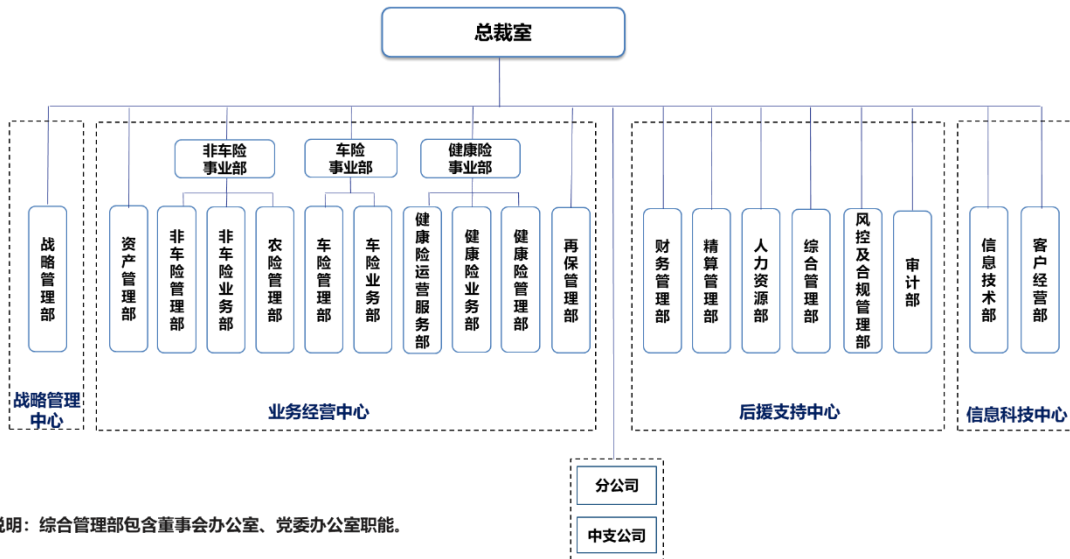 总裁室
非车险
事业部
车险
事业部
健康险
事业部
战略管理部
资产管理部
非车险管理部
非车险业务部
农险管理部
车险管理部
车险业务部
健康险运营服务部
健康险业务部
健康险管理部
再保管理部
财务管理部
精算管理部
人力资源部
综合管理部
风控及合规管理部
审计部
信息技术部
客户经营部
战略管理
中心
业务经营中心
后援支持中心
信息科技中心
分公司
中支公司
说明：综合管理部包含董事会办公室、党委办公室职能。